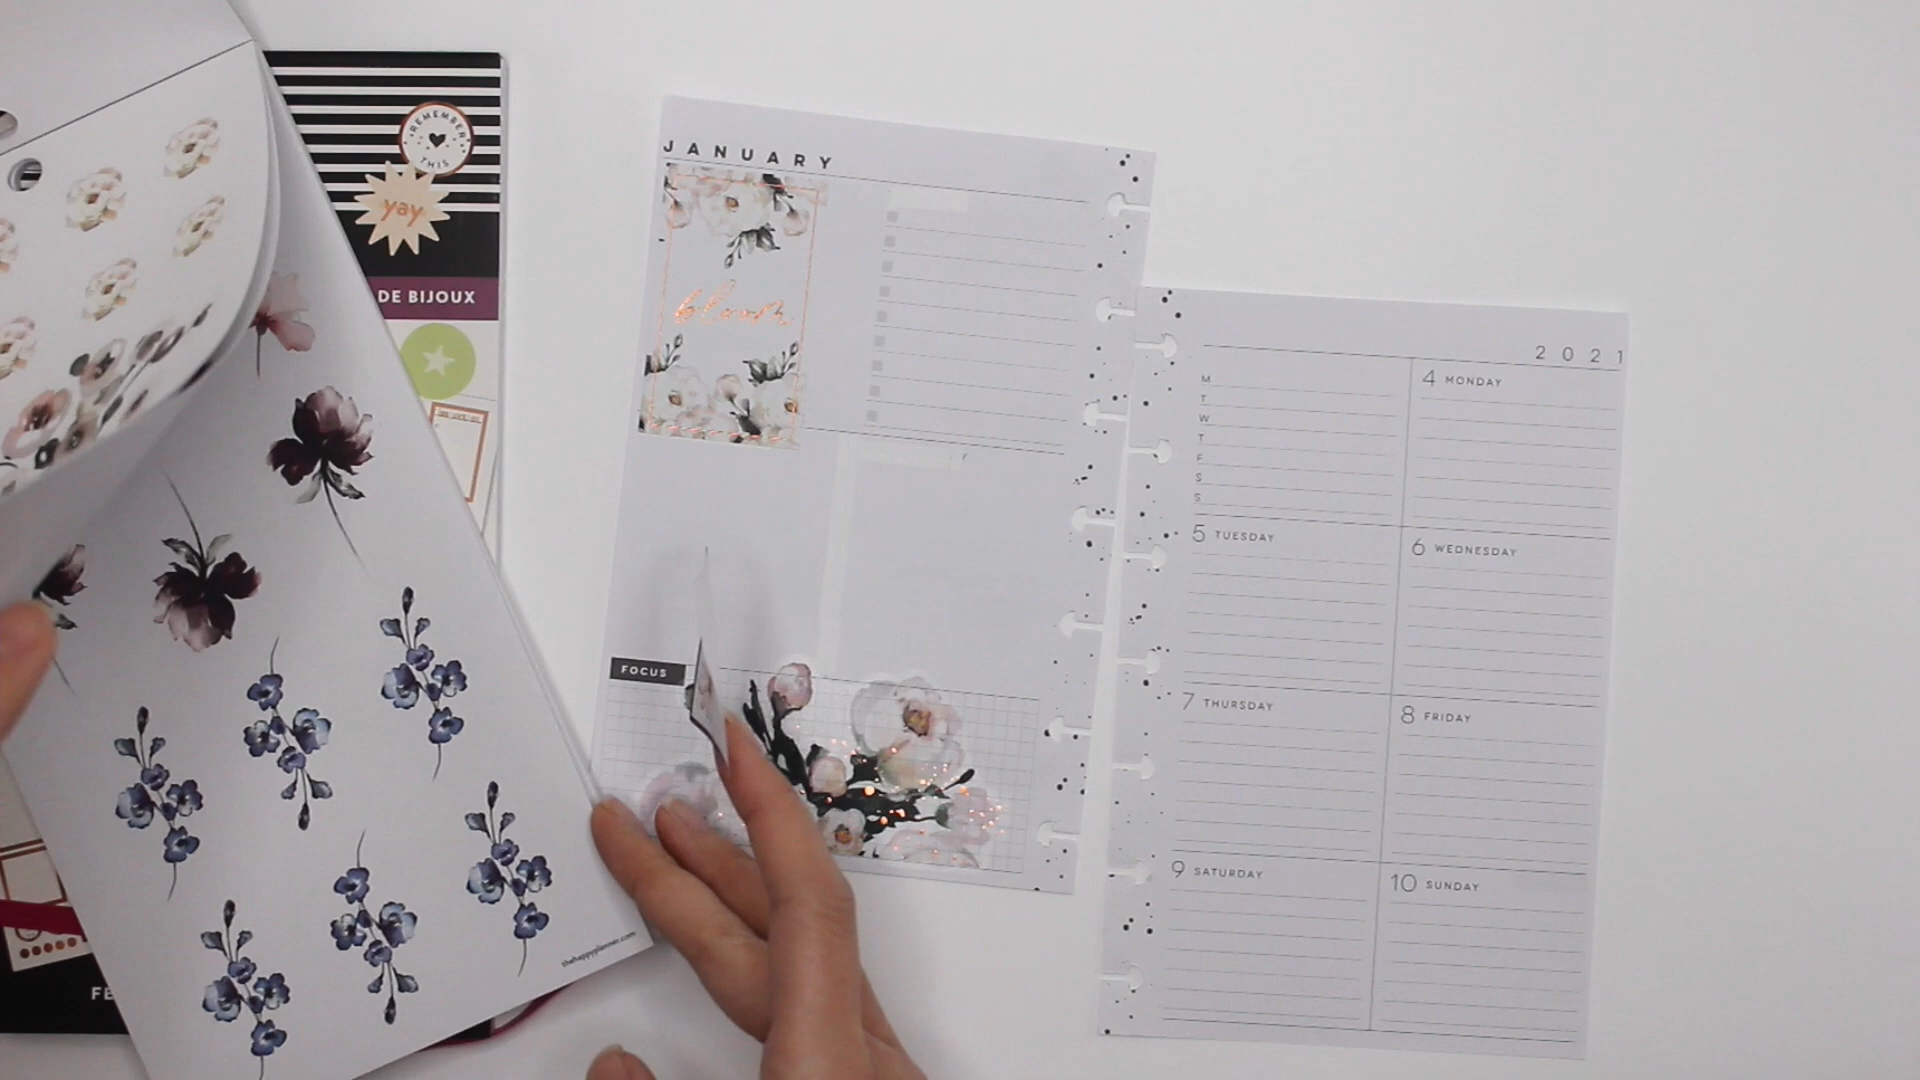 REMEMBER
THIS
yay
DE BIJOUX
FE
thehappyplanner.com
JANUARY
bloom
FOCUS
2021
M
T
W
T
F
S
S
4 MONDAY
5 TUESDAY
6 WEDNESDAY
7 THURSDAY
8 FRIDAY
9 SATURDAY
10 SUNDAY